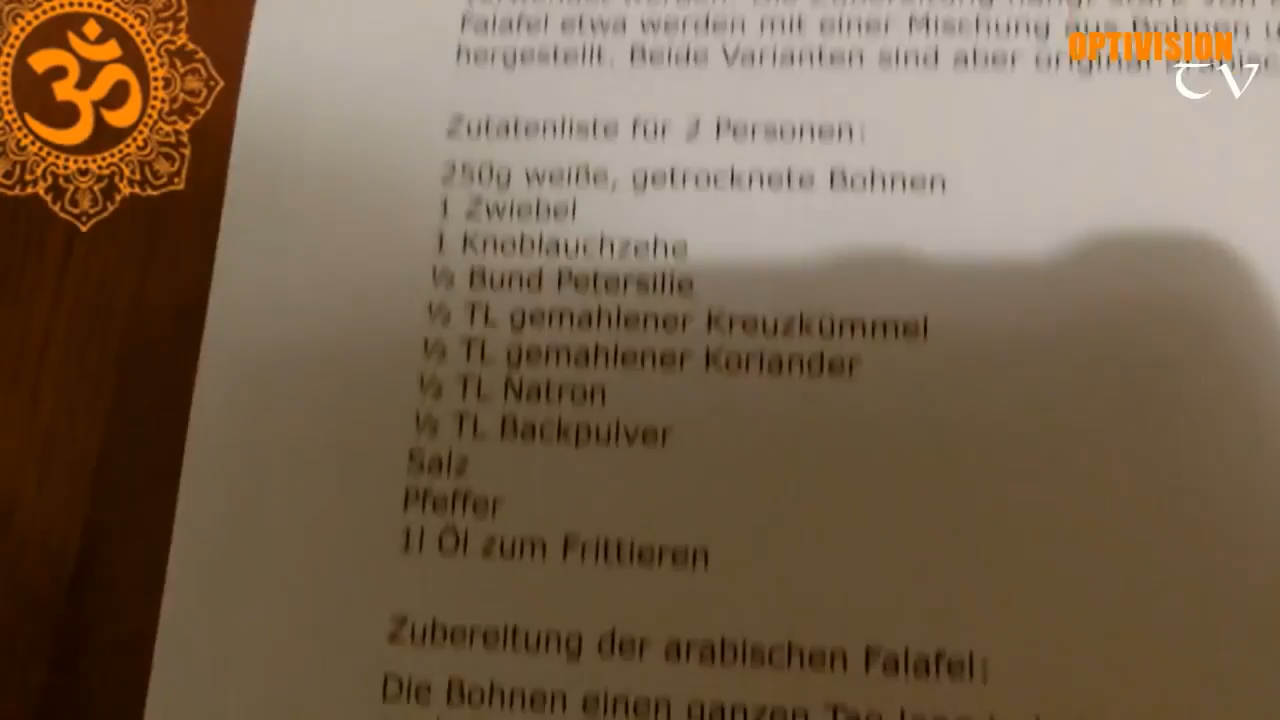 Falafel etwa werden mit einer Mischung aus Bohnen
OPTIVISION
TV
hergestellt. Beide Varianten sind aber
Zutatenliste für 2 Personen:
250g weiße, getrocknete Bohnen
1 Zwiebel
1 Knoblauchzehe
½ Bund Petersilie
½ TL gemahlener Kreuzkümmel
½ TL gemahlener Koriander
½ TL Natron
½ TL Backpulver
Salz
Pfeffer
1l Öl zum Frittieren
Zubereitung der arabischen Falafel:
Die Bohnen einen ganzen Tag